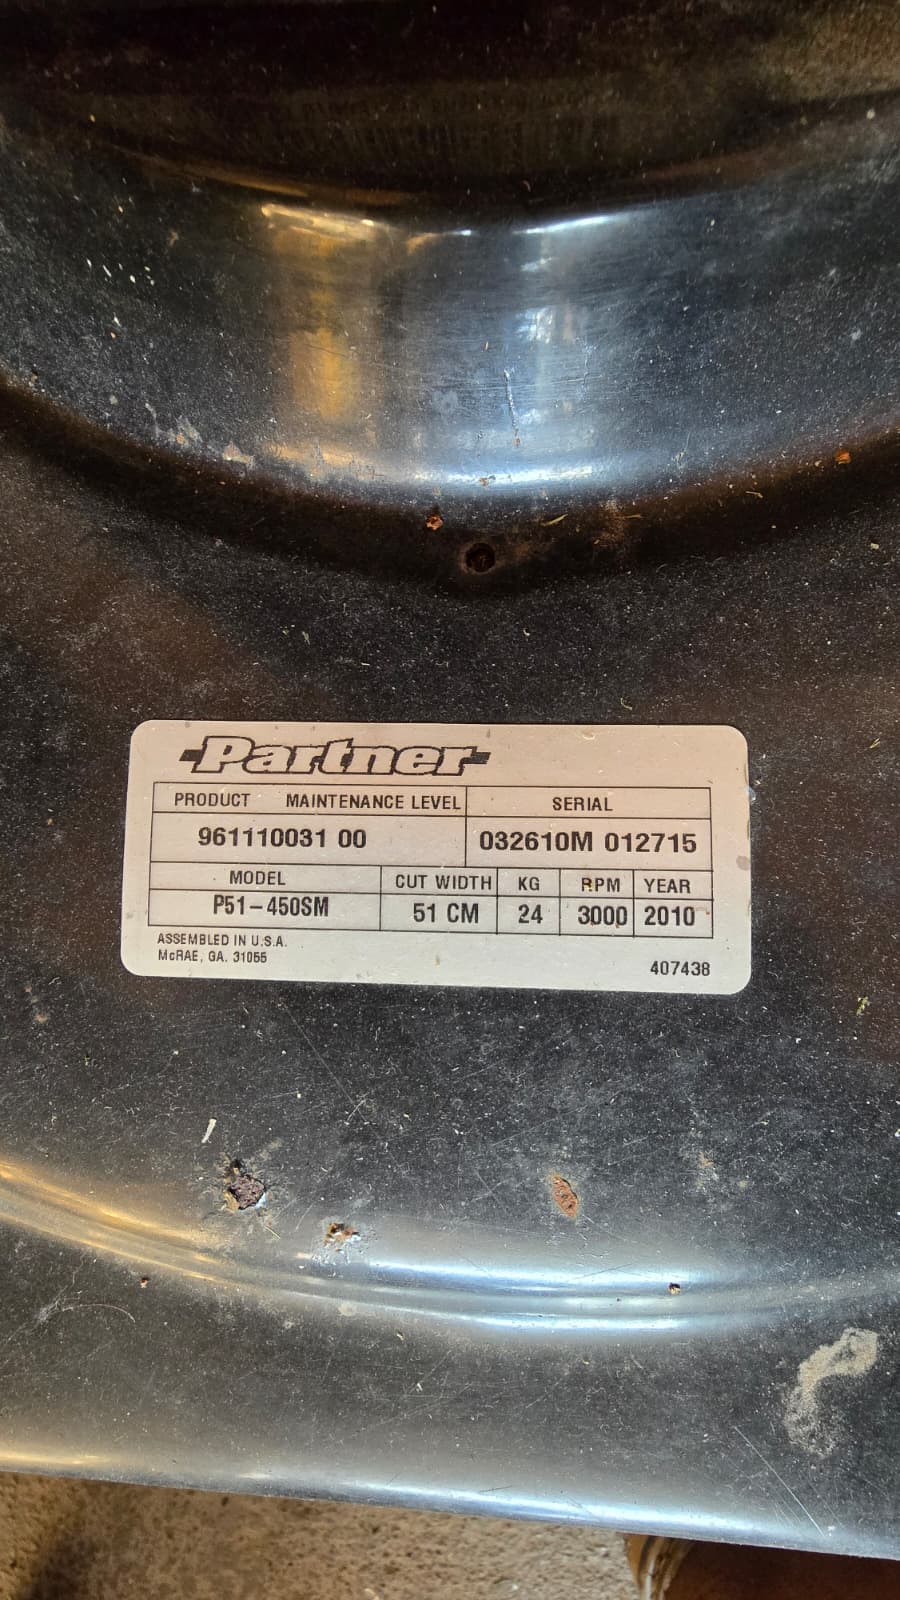 Partner
PRODUCT MAINTENANCE LEVEL SERIAL
961110031 00 032610M 012715
MODEL CUT WIDTH KG RPM YEAR
P51-450SM 51 CM 24 3000 2010
ASSEMBLED IN U.S.A.
McRAE, GA. 31055
407438